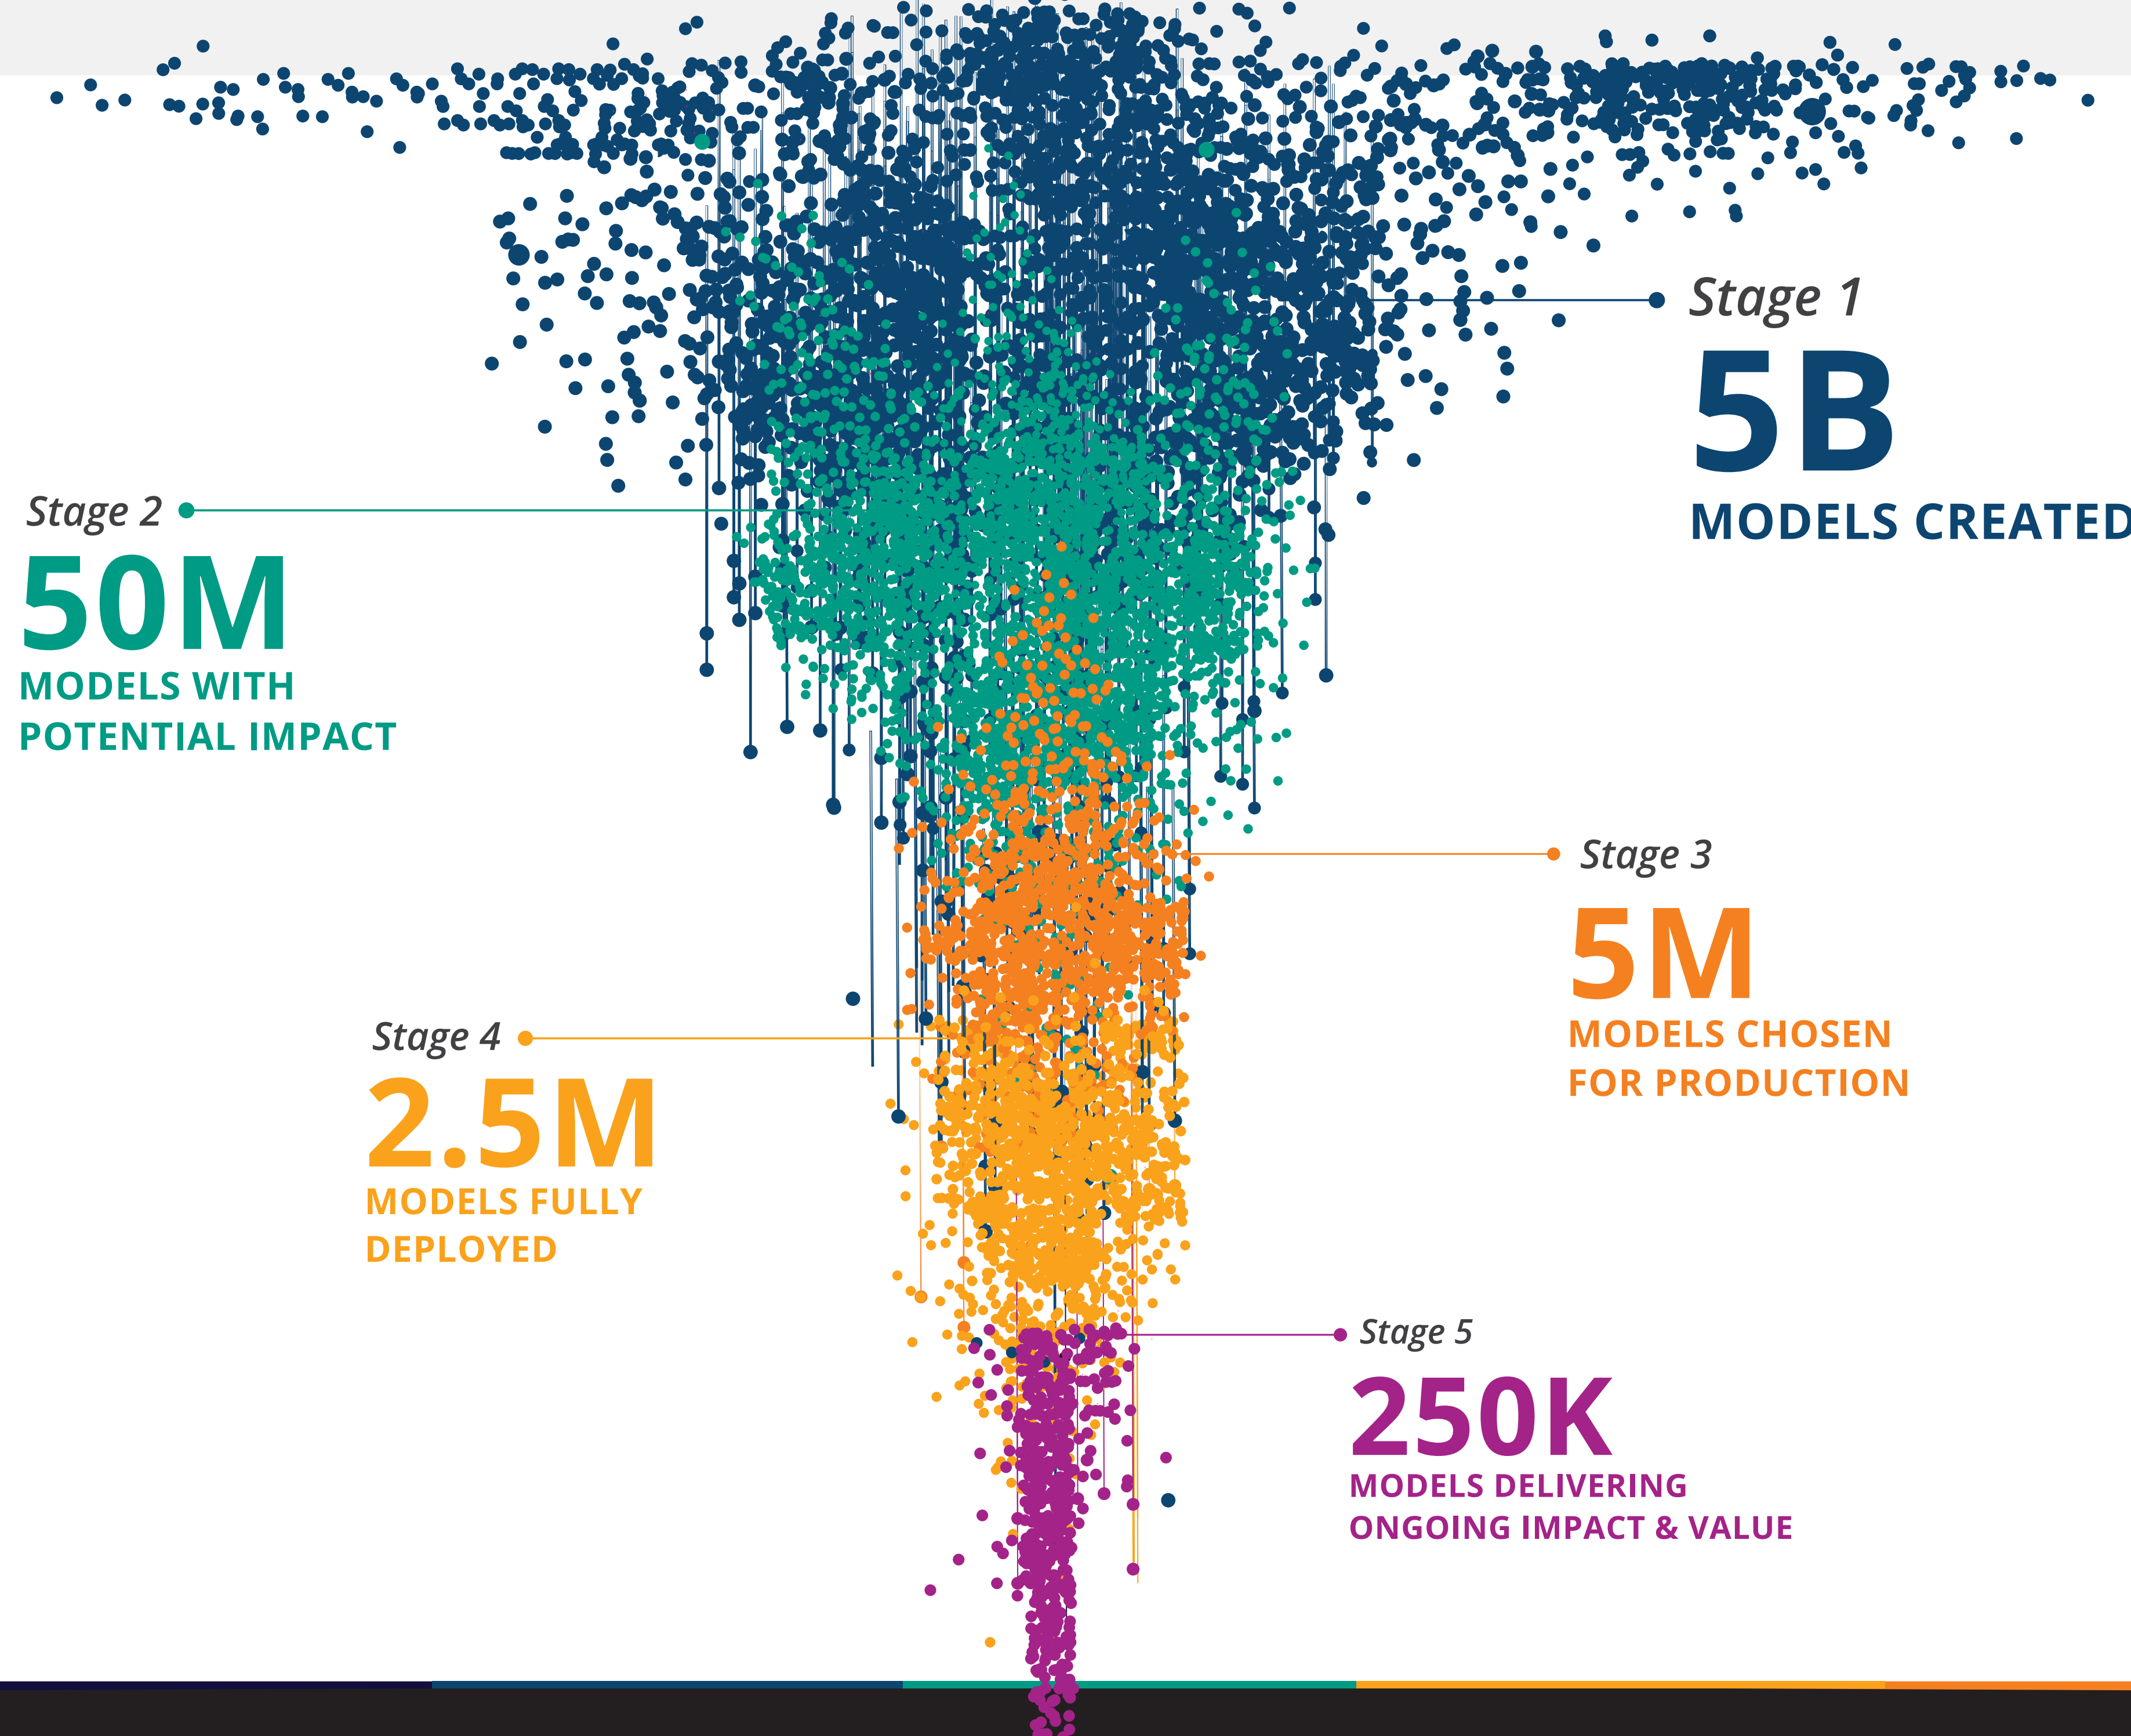 Stage 1
5B
MODELS CREATED
Stage 2
50M
MODELS WITH
POTENTIAL IMPACT
Stage 3
5M
MODELS CHOSEN
FOR PRODUCTION
Stage 4
2.5M
MODELS FULLY
DEPLOYED
Stage 5
250K
MODELS DELIVERING
ONGOING IMPACT & VALUE